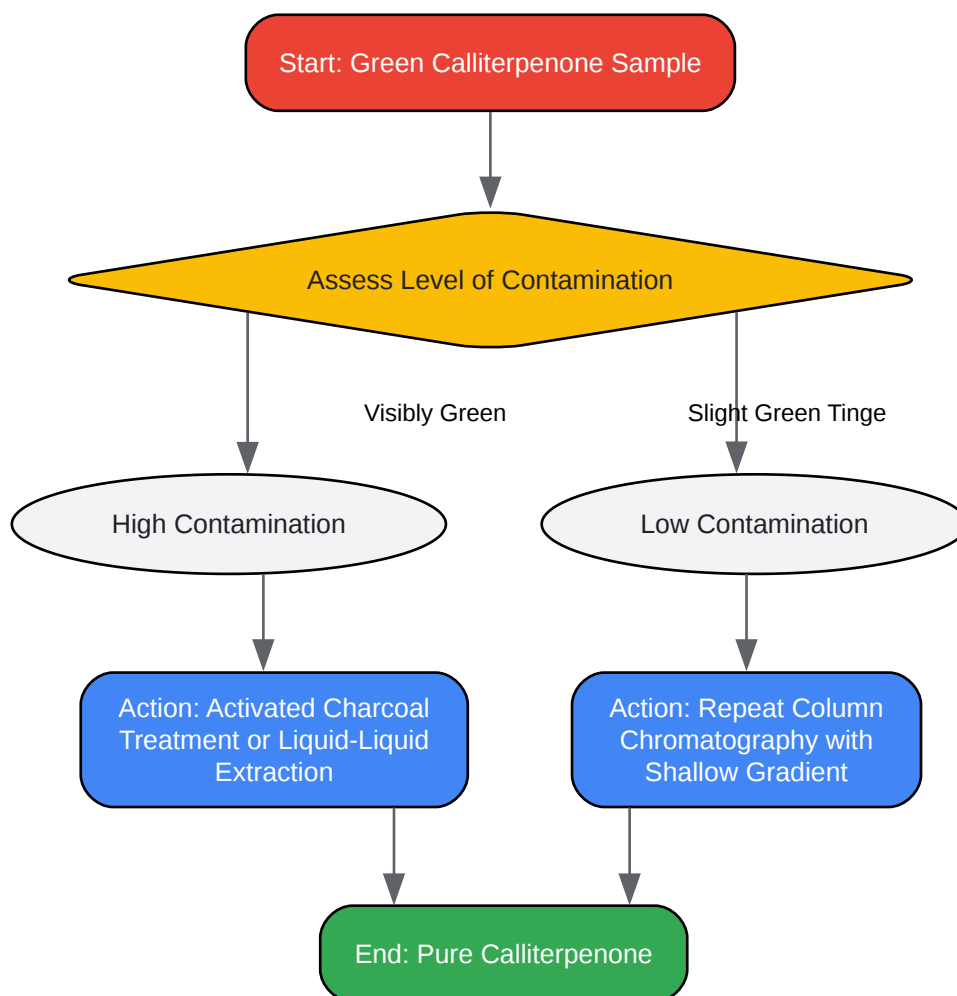 Start: Green Calliterpenone Sample
Assess Level of Contamination
Visibly Green
Slight Green Tinge
High Contamination
Low Contamination
Action: Activated Charcoal
Treatment or Liquid-Liquid
Extraction
Action: Repeat Column
Chromatography with
Shallow Gradient
End: Pure Calliterpenone